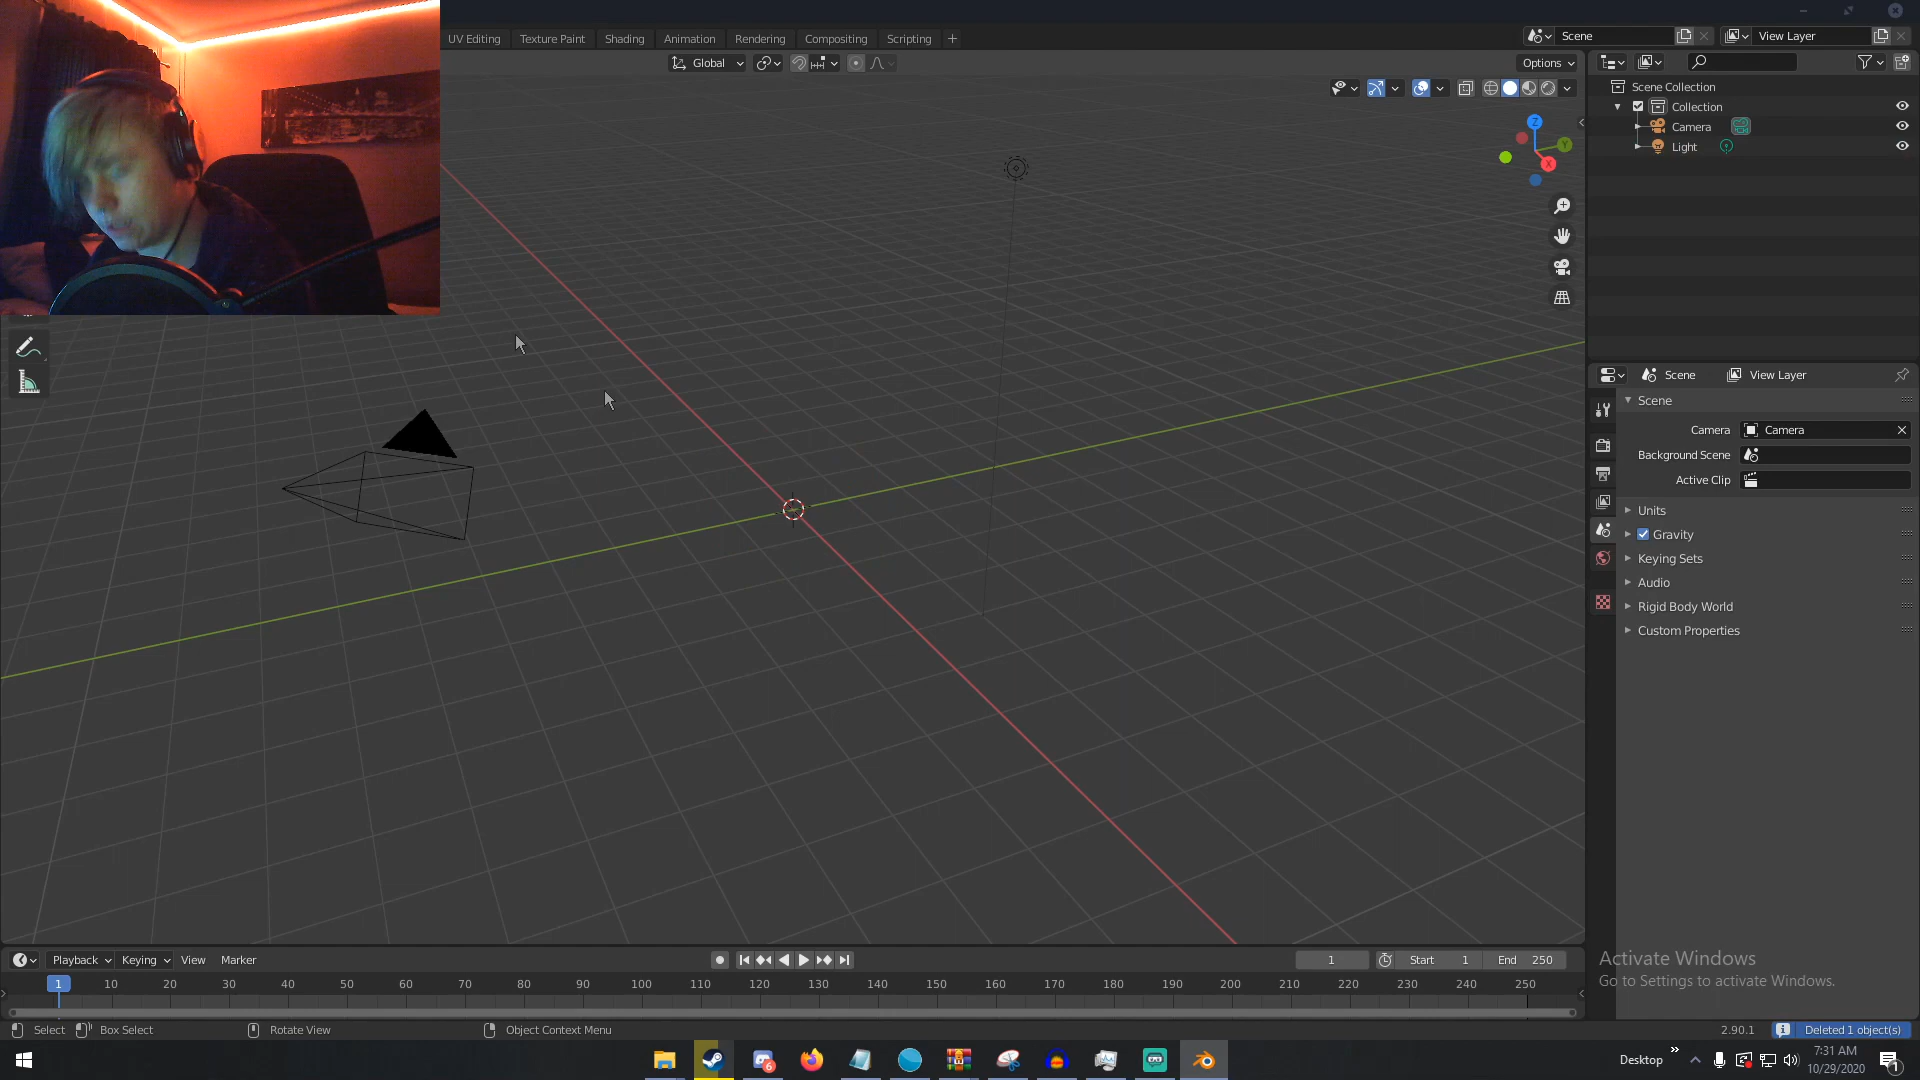 UV Editing
Texture Paint
Shading
Animation
Rendering
Compositing
Scripting
Scene
View Layer
Global
Options
Scene Collection
Collection
Camera
Light
Z
Y
X
Scene
View Layer
Scene
Camera
Camera
Background Scene
Active Clip
Units
Gravity
Keying Sets
Audio
Rigid Body World
Custom Properties
Activate Windows
Go to Settings to activate Windows.
Playback
Keying
View
Marker
1
Start 1
End 250
1 10 20 30 40 50 60 70 80 90 100 110 120 130 140 150 160 170 180 190 200 210 220 230 240 250
Select
Box Select
Rotate View
Object Context Menu
2.90.1
Deleted 1 object(s)
6
Desktop
7:31 AM
10/29/2020
1